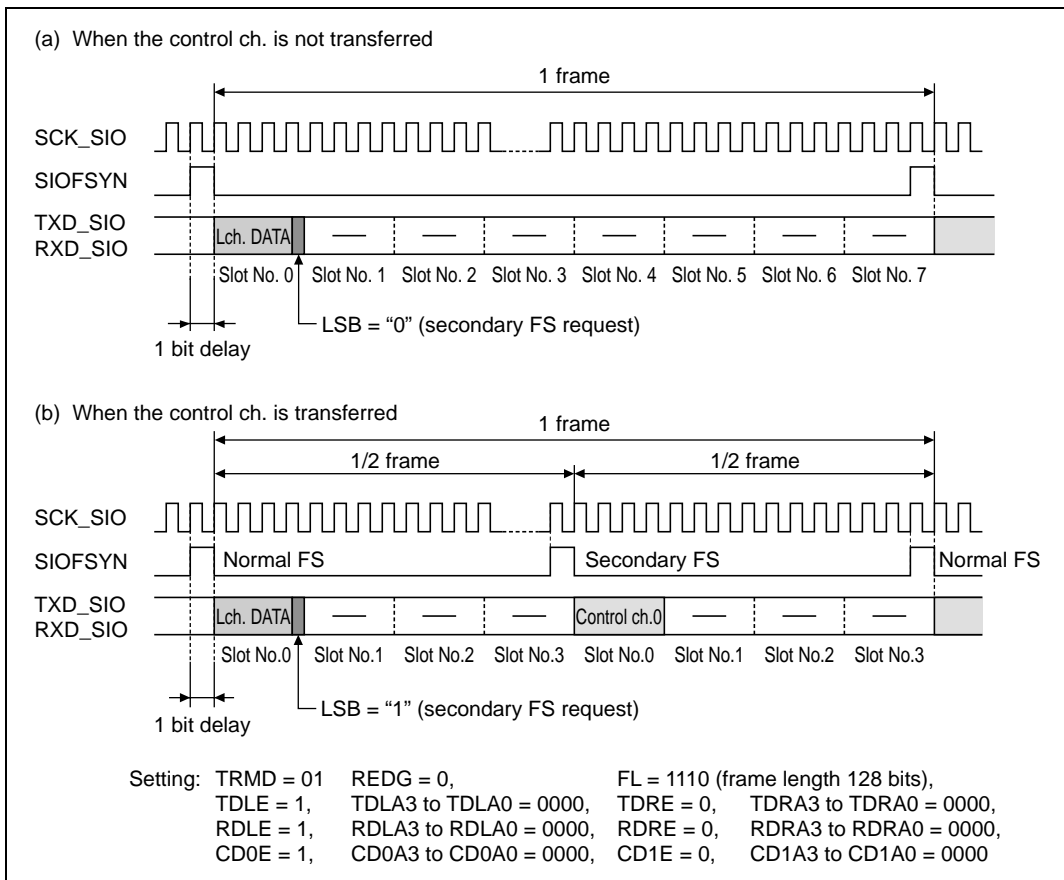 (a) When the control ch. is not transferred
1 frame
SCK_SIO
SIOFSYN
TXD_SIO
RXD_SIO
Lch. DATA
Slot No. 0 Slot No. 1 Slot No. 2 Slot No. 3 Slot No. 4 Slot No. 5 Slot No. 6 Slot No. 7
LSB = “0” (secondary FS request)
1 bit delay
(b) When the control ch. is transferred
1 frame
1/2 frame 1/2 frame
SCK_SIO
SIOFSYN
Normal FS Secondary FS Normal FS
TXD_SIO
RXD_SIO
Lch. DATA Control ch.0
Slot No.0 Slot No.1 Slot No.2 Slot No.3 Slot No.0 Slot No.1 Slot No.2 Slot No.3
LSB = “1” (secondary FS request)
1 bit delay
Setting: TRMD = 01 REDG = 0, FL = 1110 (frame length 128 bits),
TDLE = 1, TDLA3 to TDLA0 = 0000, TDRE = 0, TDRA3 to TDRA0 = 0000,
RDLE = 1, RDLA3 to RDLA0 = 0000, RDRE = 0, RDRA3 to RDRA0 = 0000,
CD0E = 1, CD0A3 to CD0A0 = 0000, CD1E = 0, CD1A3 to CD1A0 = 0000